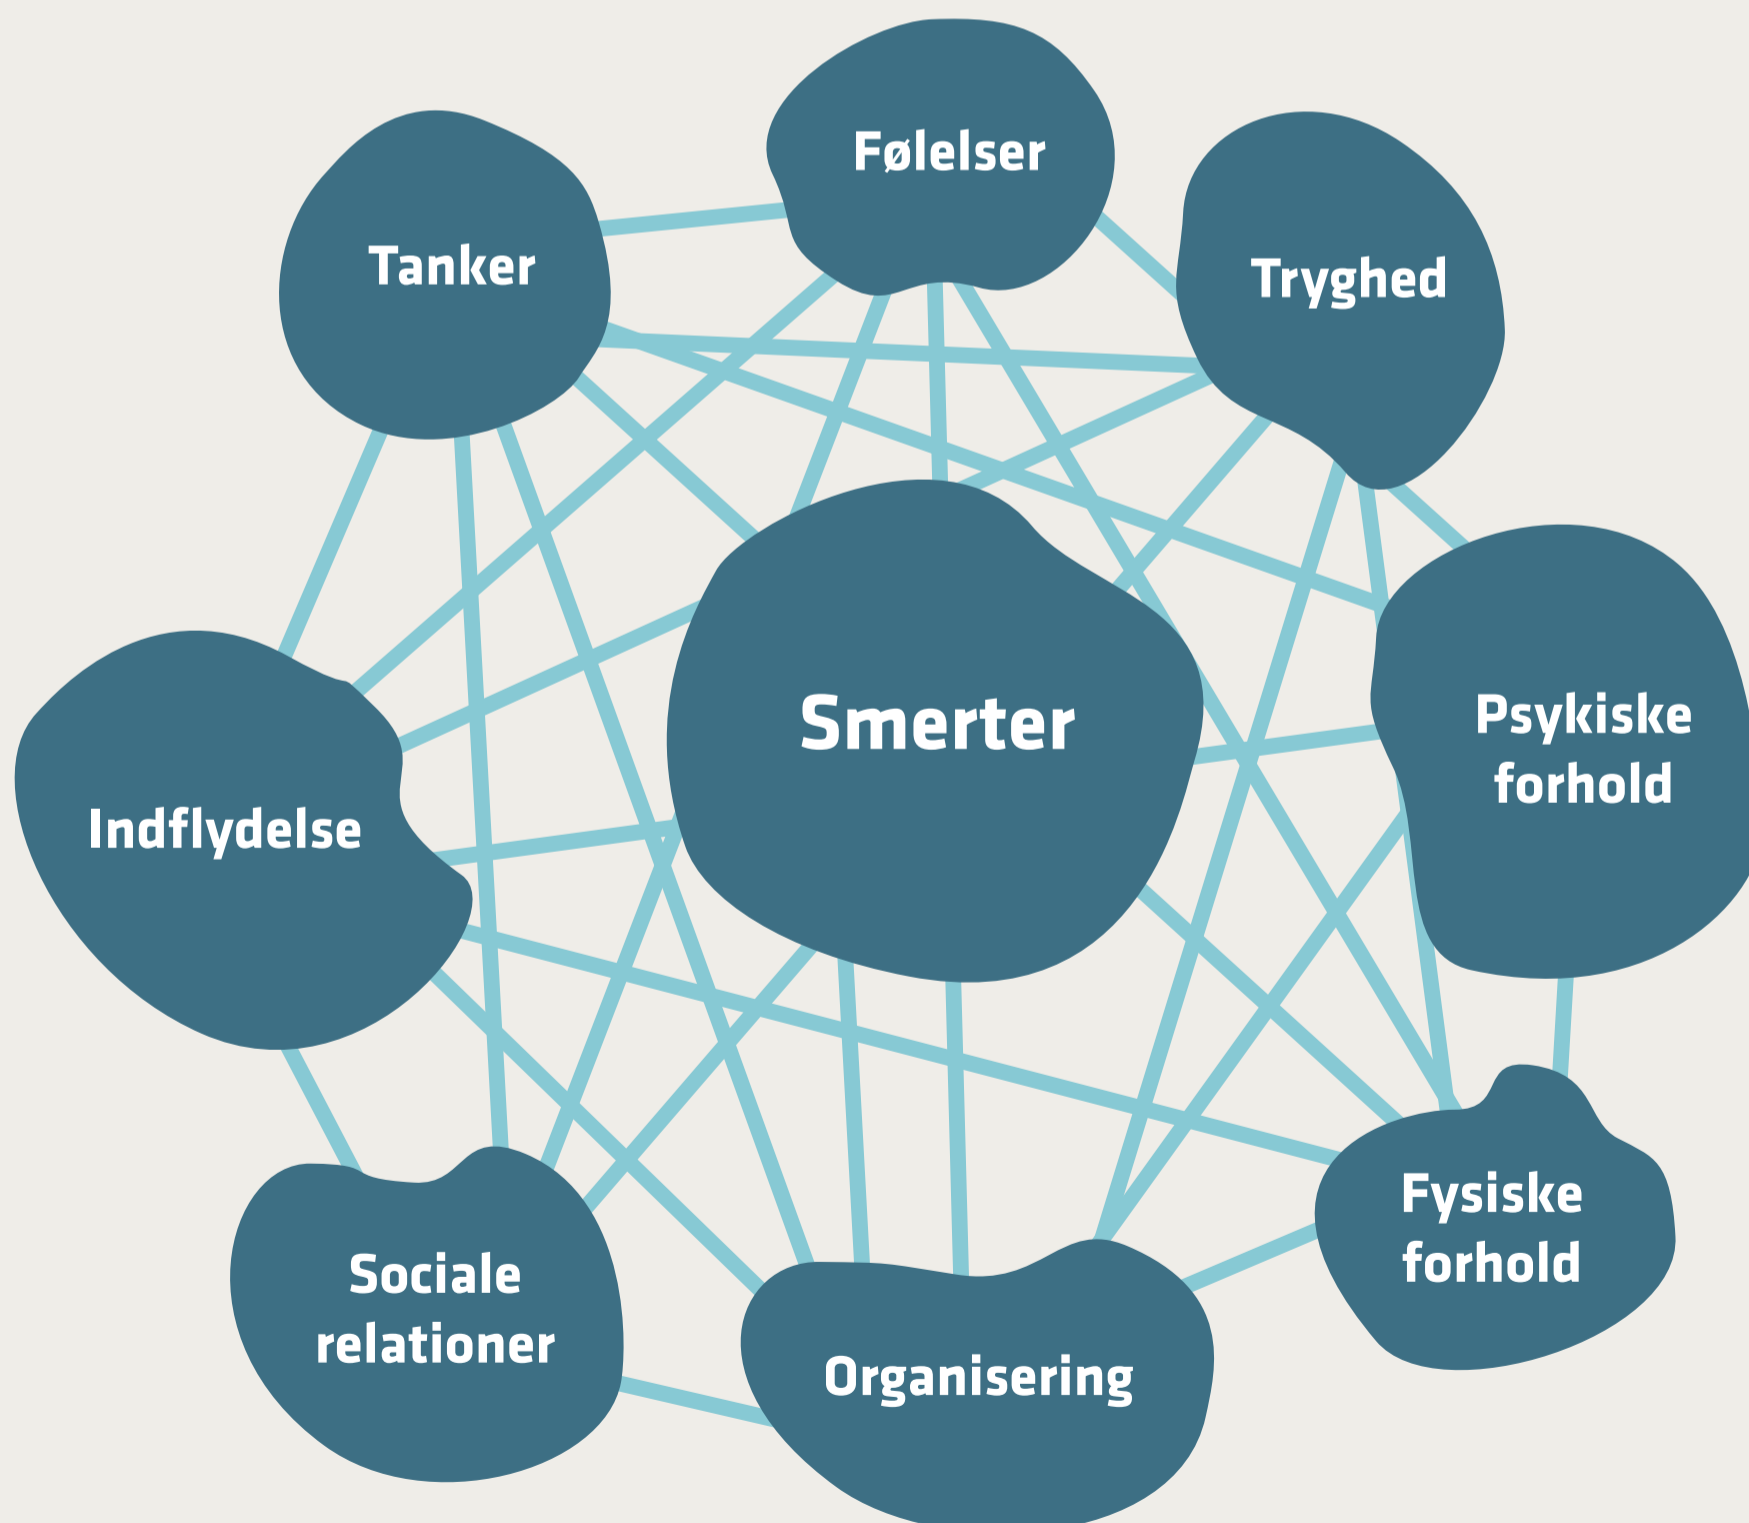 Følelser
Tanker
Tryghed
Smerter
Psykiske
forhold
Indflydelse
Fysiske
forhold
Sociale
relationer
Organisering